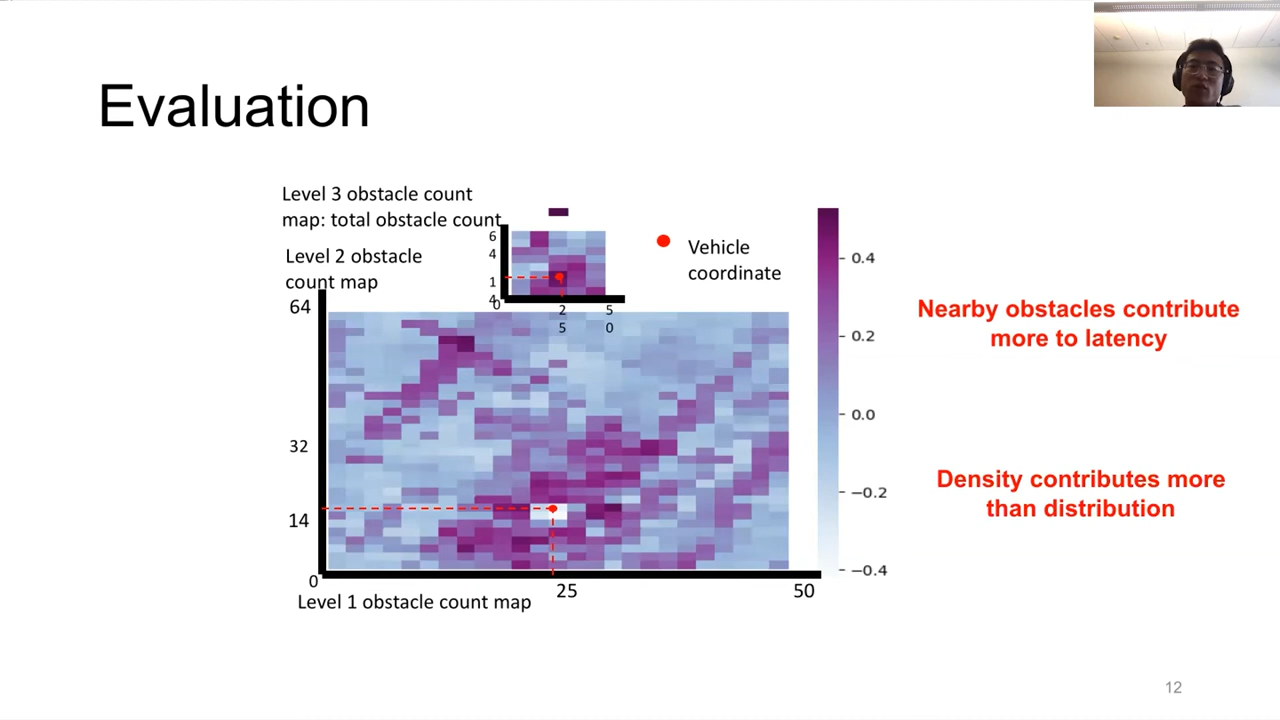 Evaluation
Level 3 obstacle count
map: total obstacle count
Level 2 obstacle
count map
6
4
1
4
0
2
5
5
0
Vehicle
coordinate
64
32
14
0
25
50
Level 1 obstacle count map
0.4
0.2
0.0
−0.2
−0.4
Nearby obstacles contribute
more to latency
Density contributes more
than distribution
12